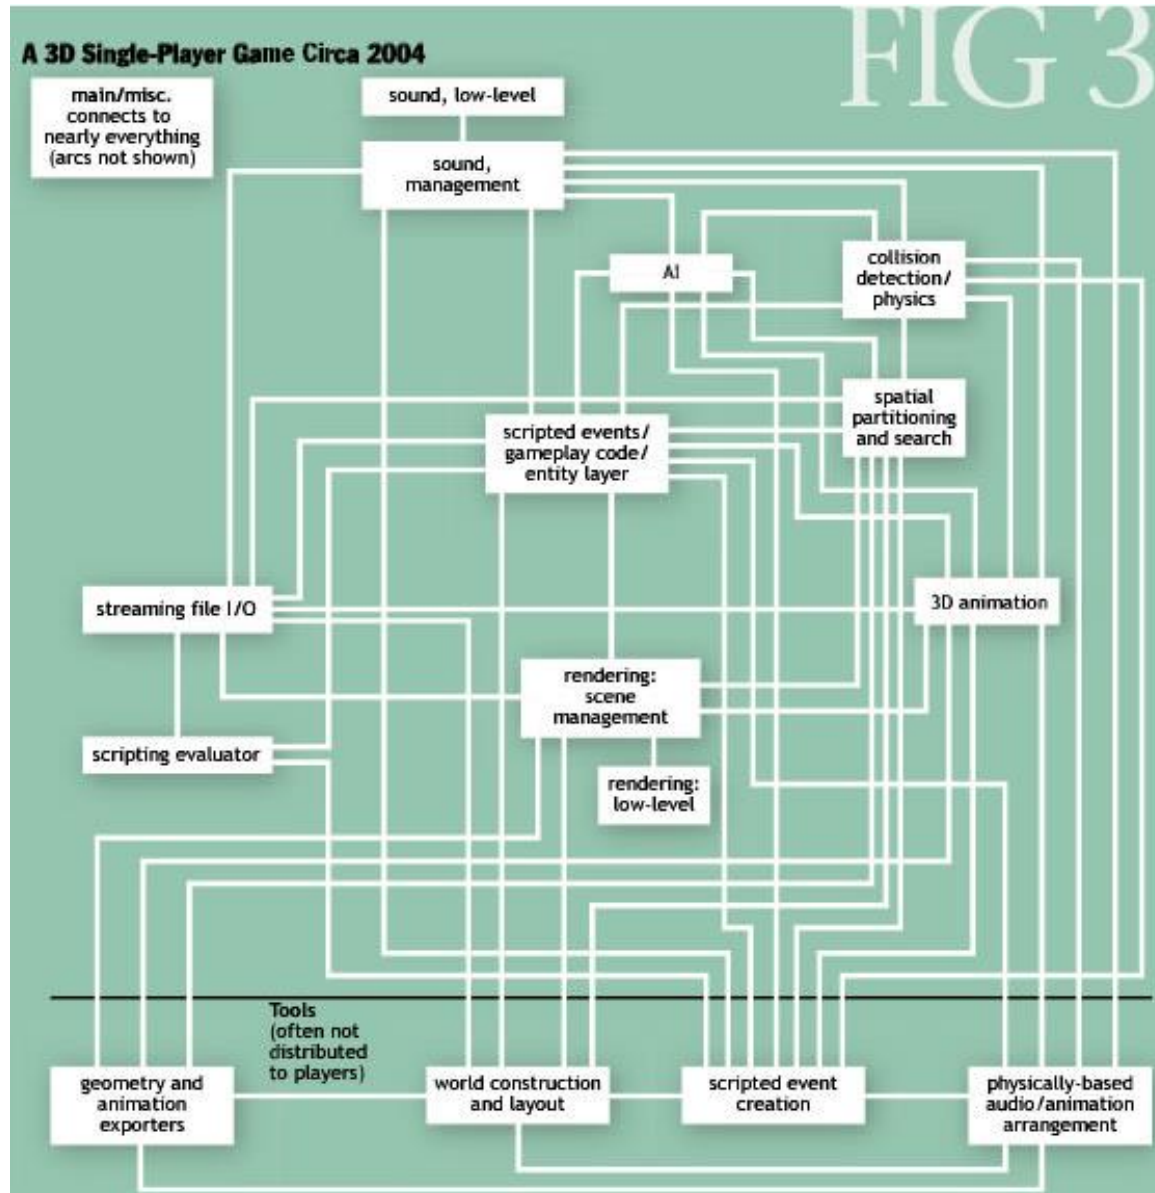 FIG 3
A 3D Single-Player Game Circa 2004
main/misc.
connects to
nearly everything
(arcs not shown)
sound, low-level
sound,
management
AI
collision
detection/
physics
spatial
partitioning
and search
scripted events/
gameplay code/
entity layer
streaming file I/O
3D animation
rendering:
scene
management
scripting evaluator
rendering:
low-level
Tools
(often not
distributed
to players)
geometry and
animation
exporters
world construction
and layout
scripted event
creation
physically-based
audio/animation
arrangement